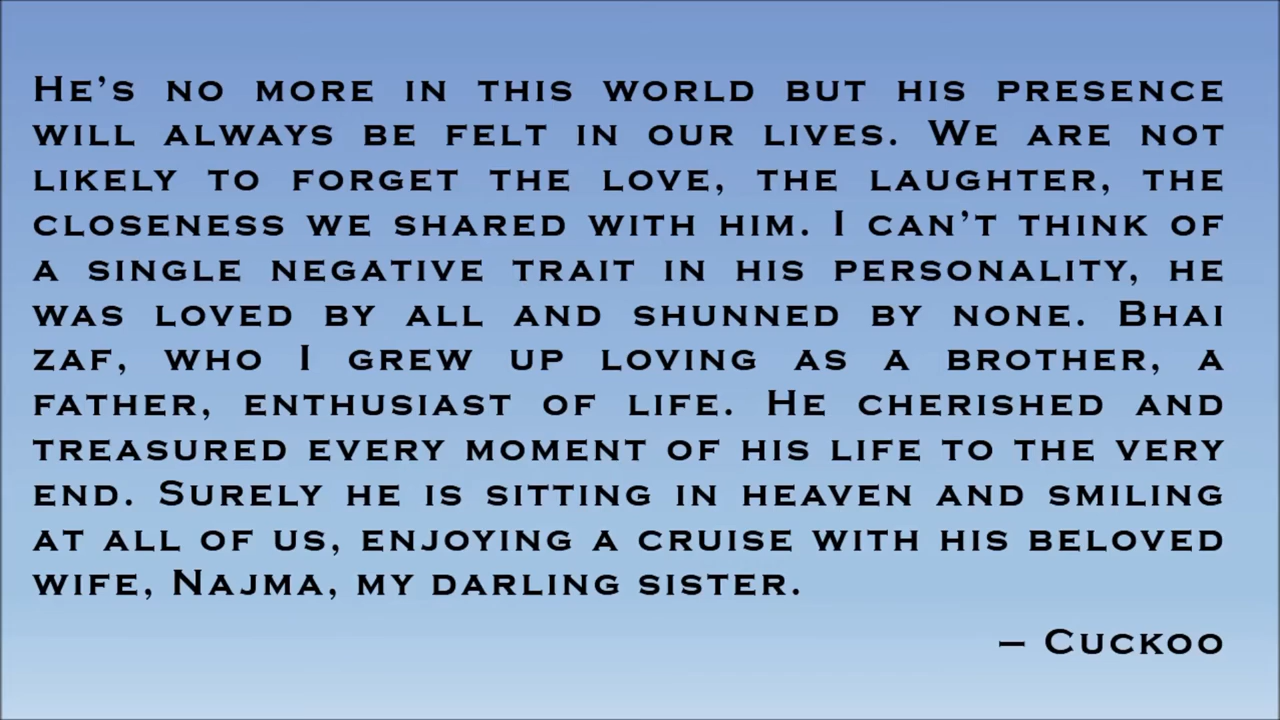 He's no more in this world but his presence
will always be felt in our lives. We are not
likely to forget the love, the laughter, the
closeness we shared with him. I can't think of
a single negative trait in his personality, he
was loved by all and shunned by none. Bhai
zaf, who I grew up loving as a brother, a
father, enthusiast of life. He cherished and
treasured every moment of his life to the very
end. Surely he is sitting in heaven and smiling
at all of us, enjoying a cruise with his beloved
wife, Najma, my darling sister.
– Cuckoo